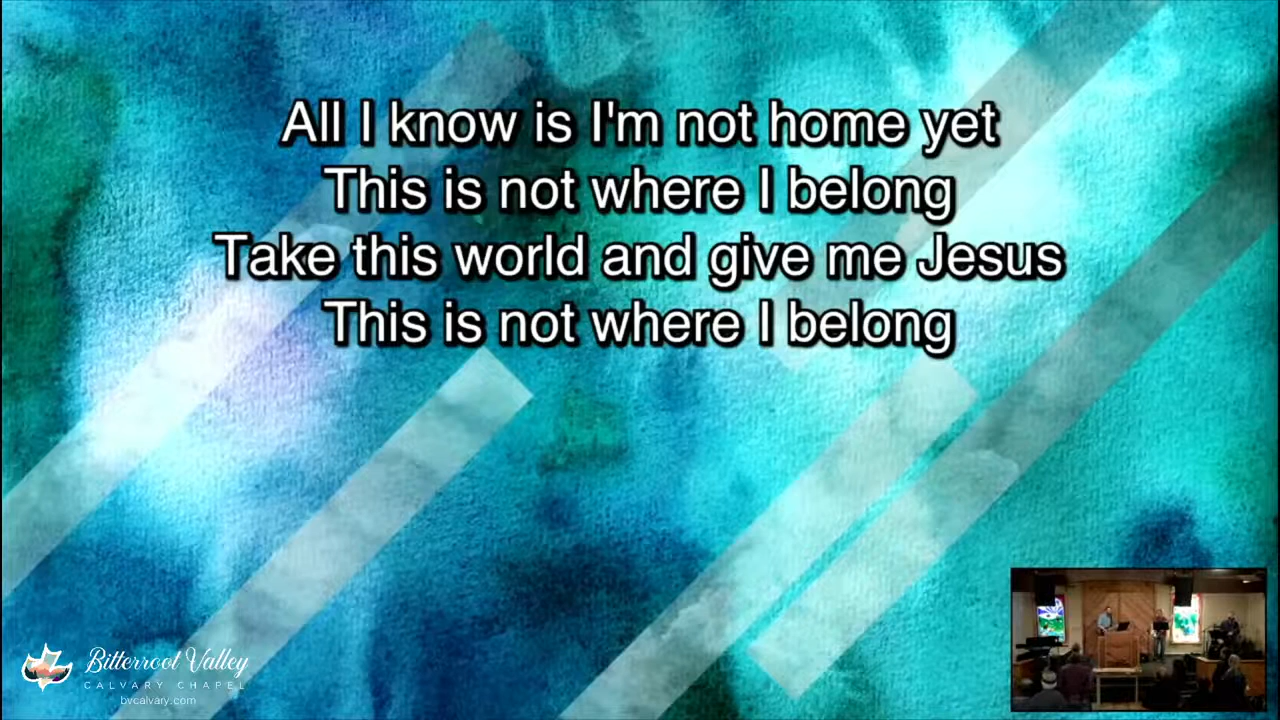 All I know is I'm not home yet
This is not where I belong
Take this world and give me Jesus
This is not where I belong
Bitterroot Valley
CALVARY CHAPEL
bvcalvary.com